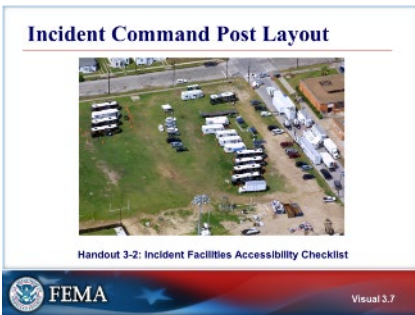 Incident Command Post Layout
Handout 3-2: Incident Facilities Accessibility Checklist
FEMA
Visual 3.7